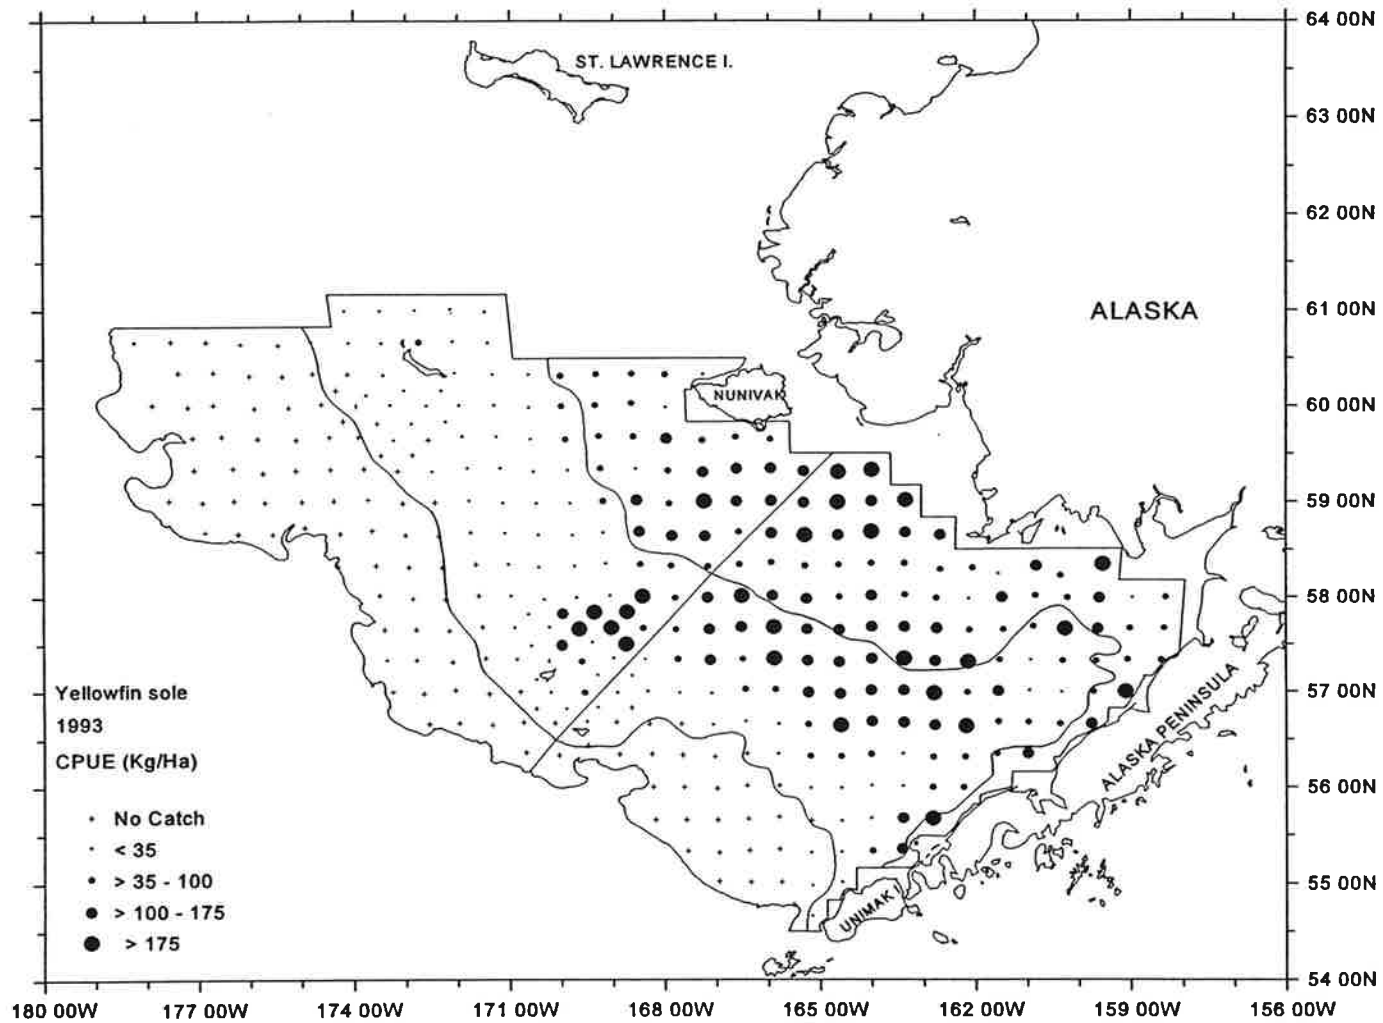 64 00N
ST. LAWRENCE I.
63 00N
62 00N
61 00N
ALASKA
60 00N
NUNIVAK
59 00N
58 00N
57 00N
Yellowfin sole
1993
CPUE (Kg/Ha)
ALASKA PENINSULA
56 00N
No Catch
< 35
> 35 - 100
> 100 - 175
> 175
55 00N
UNIMAK I
54 00N
180 00W 177 00W 174 00W 171 00W 168 00W 165 00W 162 00W 159 00W 156 00W